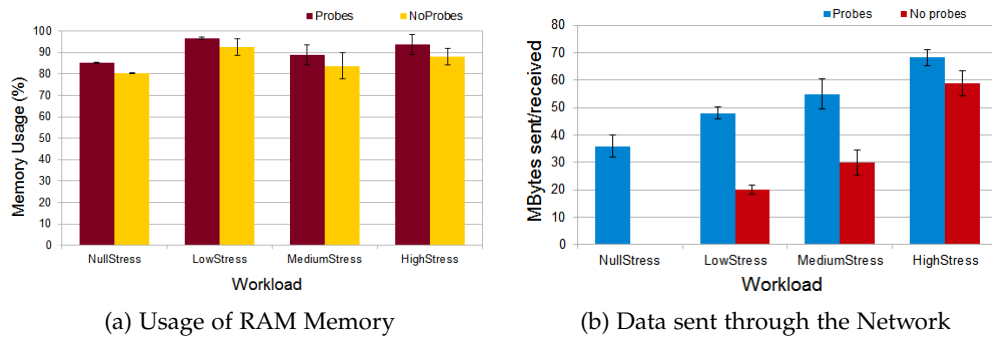 Probes NoProbes
100
90
80
70
60
50
40
30
20
10
0
Memory Usage (%)
NullStress LowStress MediumStress HighStress
Workload
(a) Usage of RAM Memory
Probes No probes
80
70
60
50
40
30
20
10
0
MBytes sent/received
NullStress LowStress MediumStress HighStress
Workload
(b) Data sent through the Network